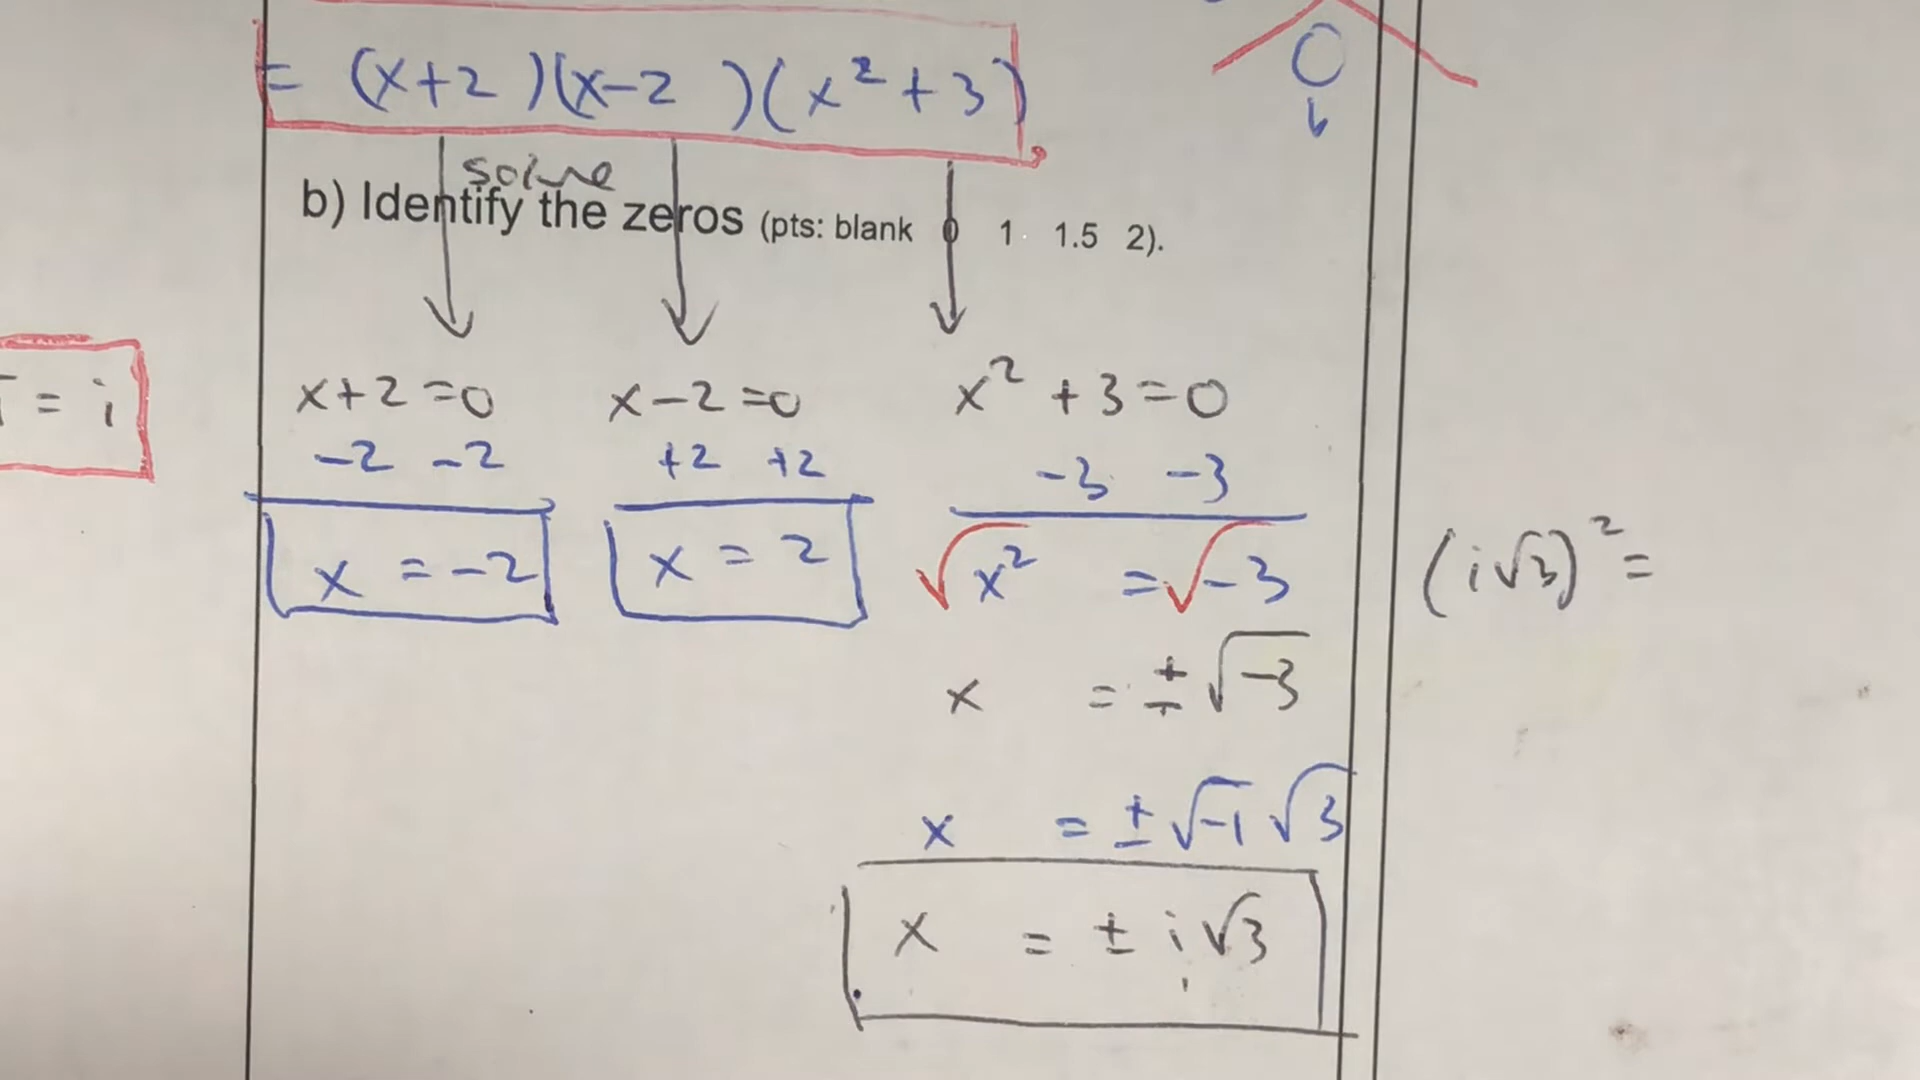 = (x+2)(x-2)(x²+3)
solve
b) Identify the zeros (pts: blank 0 1 1.5 2).
= i
x+2=0 x-2=0 x²+3=0
-2 -2 +2 +2 -3 -3
x = -2 x = 2 √x² = √-3 (i√3)² =
x = ±√-3
x = ±√-1 √3
x = ± i√3